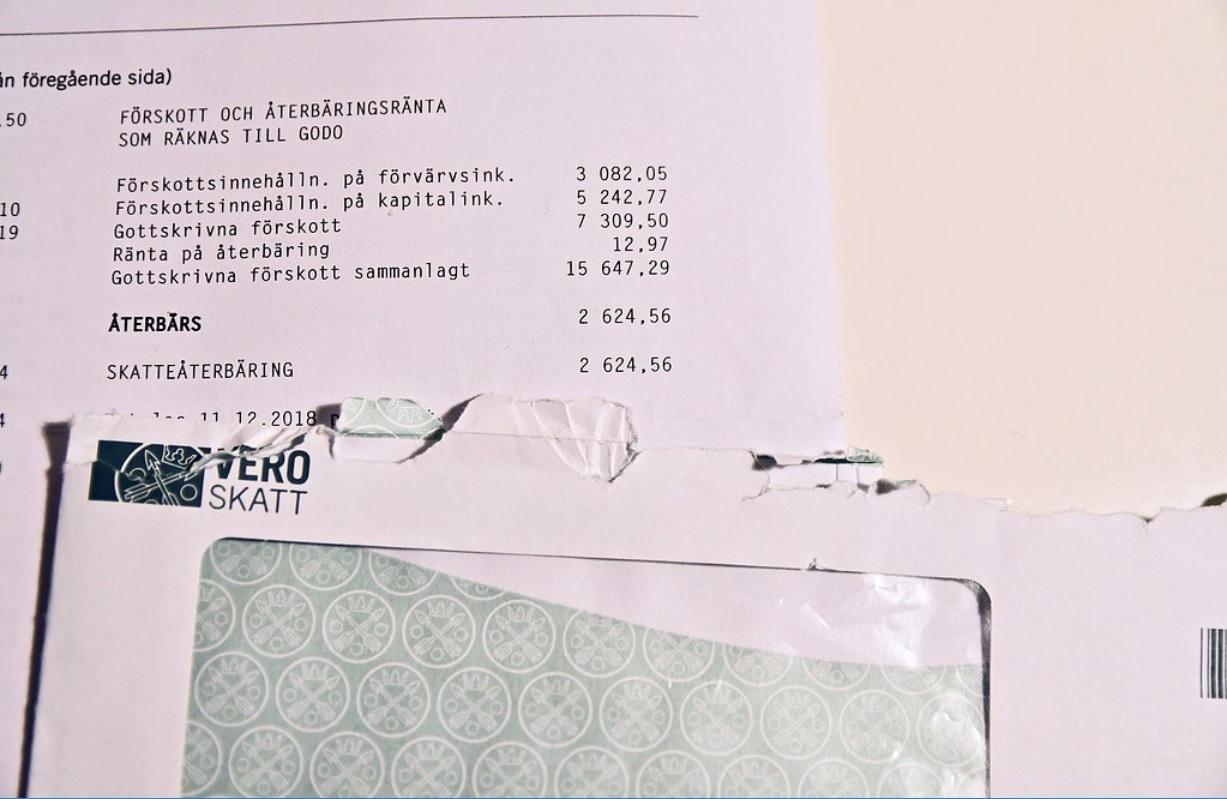 ån föregående sida)
,50 FÖRSKOTT OCH ÅTERBÄRINGSRÄNTA
SOM RÄKNAS TILL GODO
Förskottsinnehålln. på förvärvsink. 3 082,05
10 Förskottsinnehålln. på kapitalink. 5 242,77
19 Gottskrivna förskott 7 309,50
Ränta på återbäring 12,97
Gottskrivna förskott sammanlagt 15 647,29
ÅTERBÄRS 2 624,56
4 SKATTEÅTERBÄRING 2 624,56
4 11.12.2018
VERO
SKATT